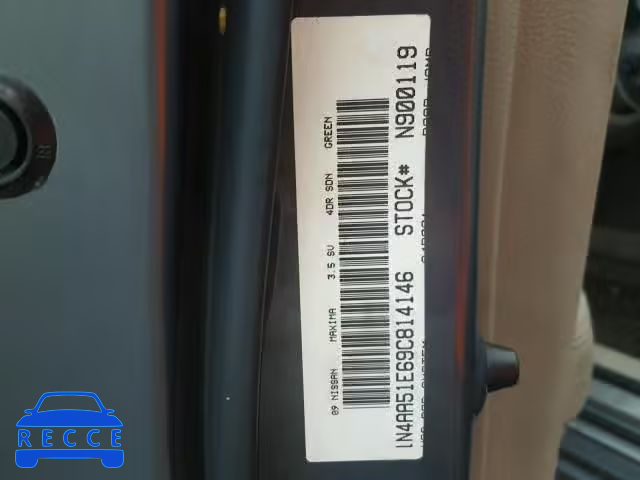 09 NISSAN MAXIMA 3.5 SV 4DR SDN GREEN
1N4AA51E69C814146 STOCK# N900119
RECCE